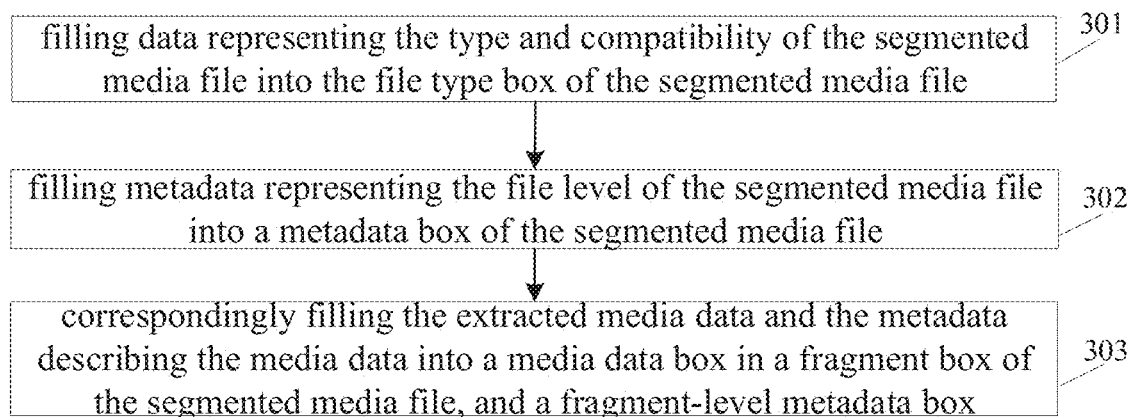 filling data representing the type and compatibility of the segmented
media file into the file type box of the segmented media file
301
filling metadata representing the file level of the segmented media file
into a metadata box of the segmented media file
302
correspondingly filling the extracted media data and the metadata
describing the media data into a media data box in a fragment box of
the segmented media file, and a fragment-level metadata box
303